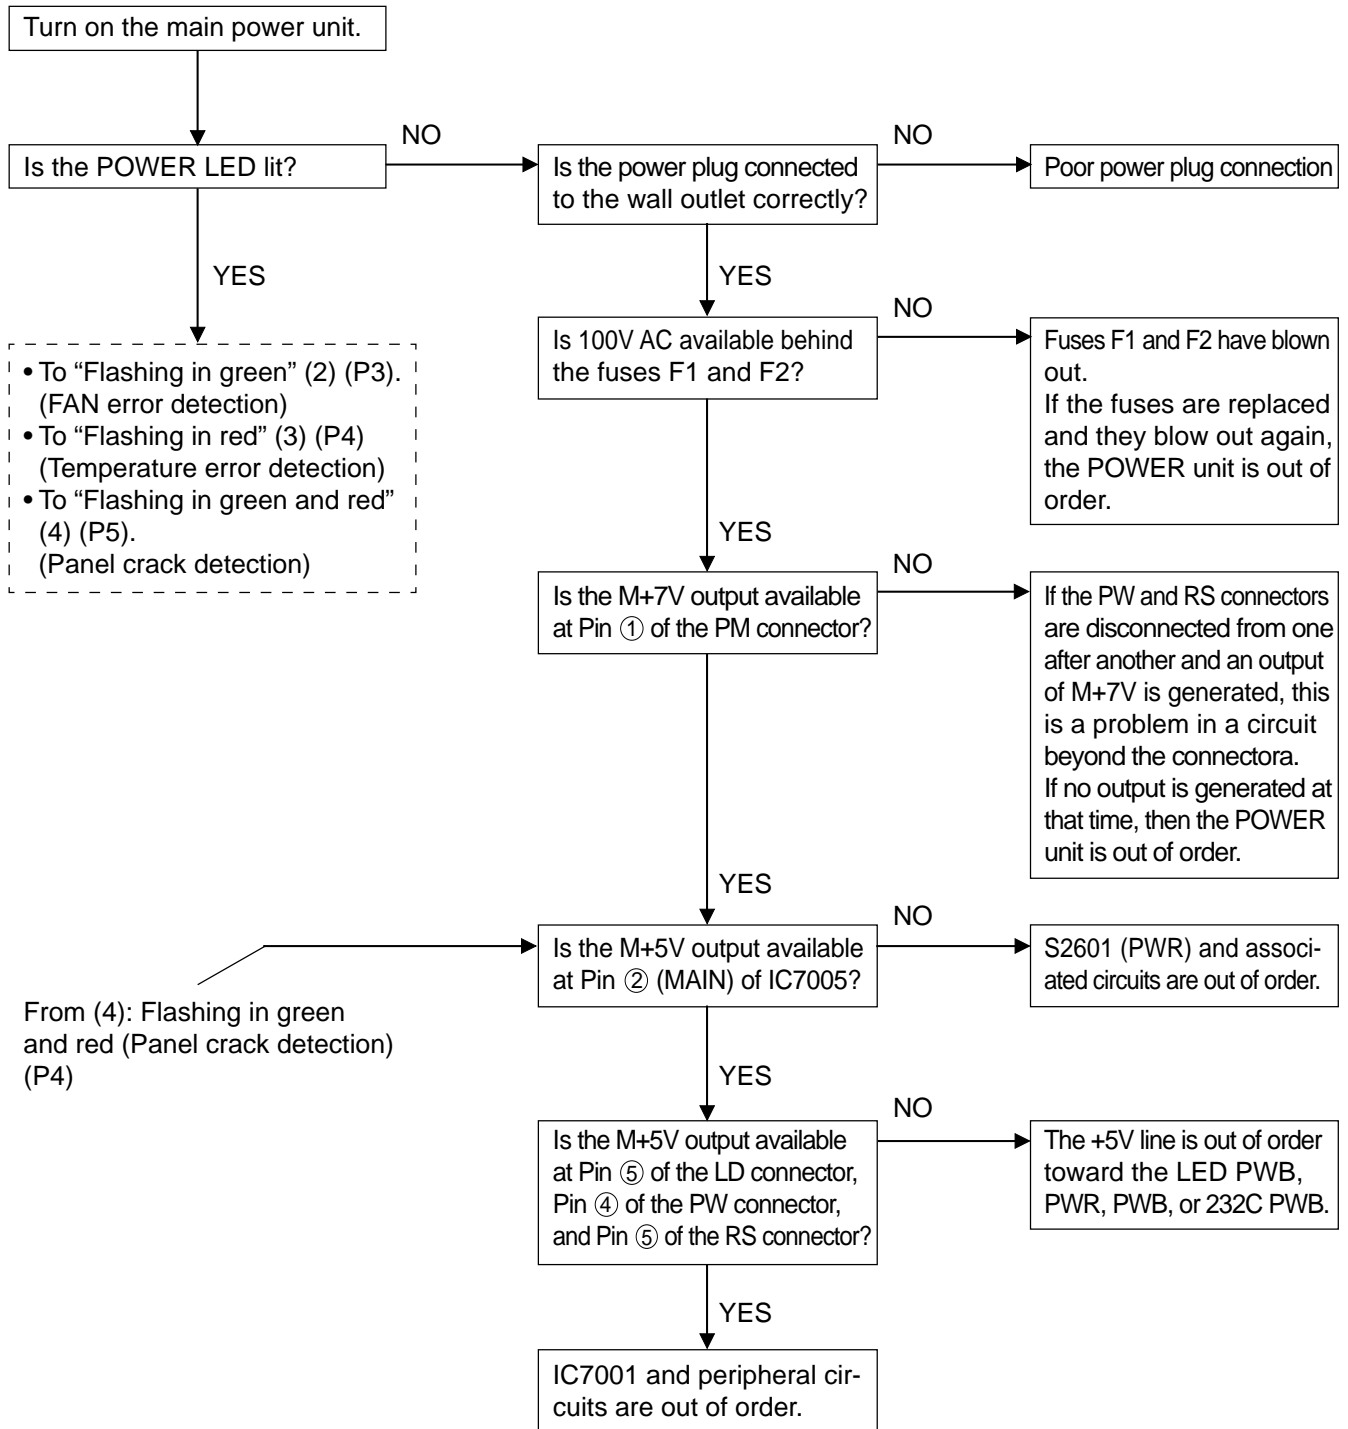 Turn on the main power unit.
Is the POWER LED lit?
NO
Is the power plug connected
to the wall outlet correctly?
NO
Poor power plug connection
YES
• To “Flashing in green” (2) (P3).
(FAN error detection)
• To “Flashing in red” (3) (P4)
(Temperature error detection)
• To “Flashing in green and red”
(4) (P5).
(Panel crack detection)
YES
Is 100V AC available behind
the fuses F1 and F2?
NO
Fuses F1 and F2 have blown
out.
If the fuses are replaced
and they blow out again,
the POWER unit is out of
order.
YES
Is the M+7V output available
at Pin ① of the PM connector?
NO
If the PW and RS connectors
are disconnected from one
after another and an output
of M+7V is generated, this
is a problem in a circuit
beyond the connectora.
If no output is generated at
that time, then the POWER
unit is out of order.
YES
From (4): Flashing in green
and red (Panel crack detection)
(P4)
Is the M+5V output available
at Pin ② (MAIN) of IC7005?
NO
S2601 (PWR) and associ-
ated circuits are out of order.
YES
Is the M+5V output available
at Pin ⑤ of the LD connector,
Pin ④ of the PW connector,
and Pin ⑤ of the RS connector?
NO
The +5V line is out of order
toward the LED PWB,
PWR, PWB, or 232C PWB.
YES
IC7001 and peripheral cir-
cuits are out of order.